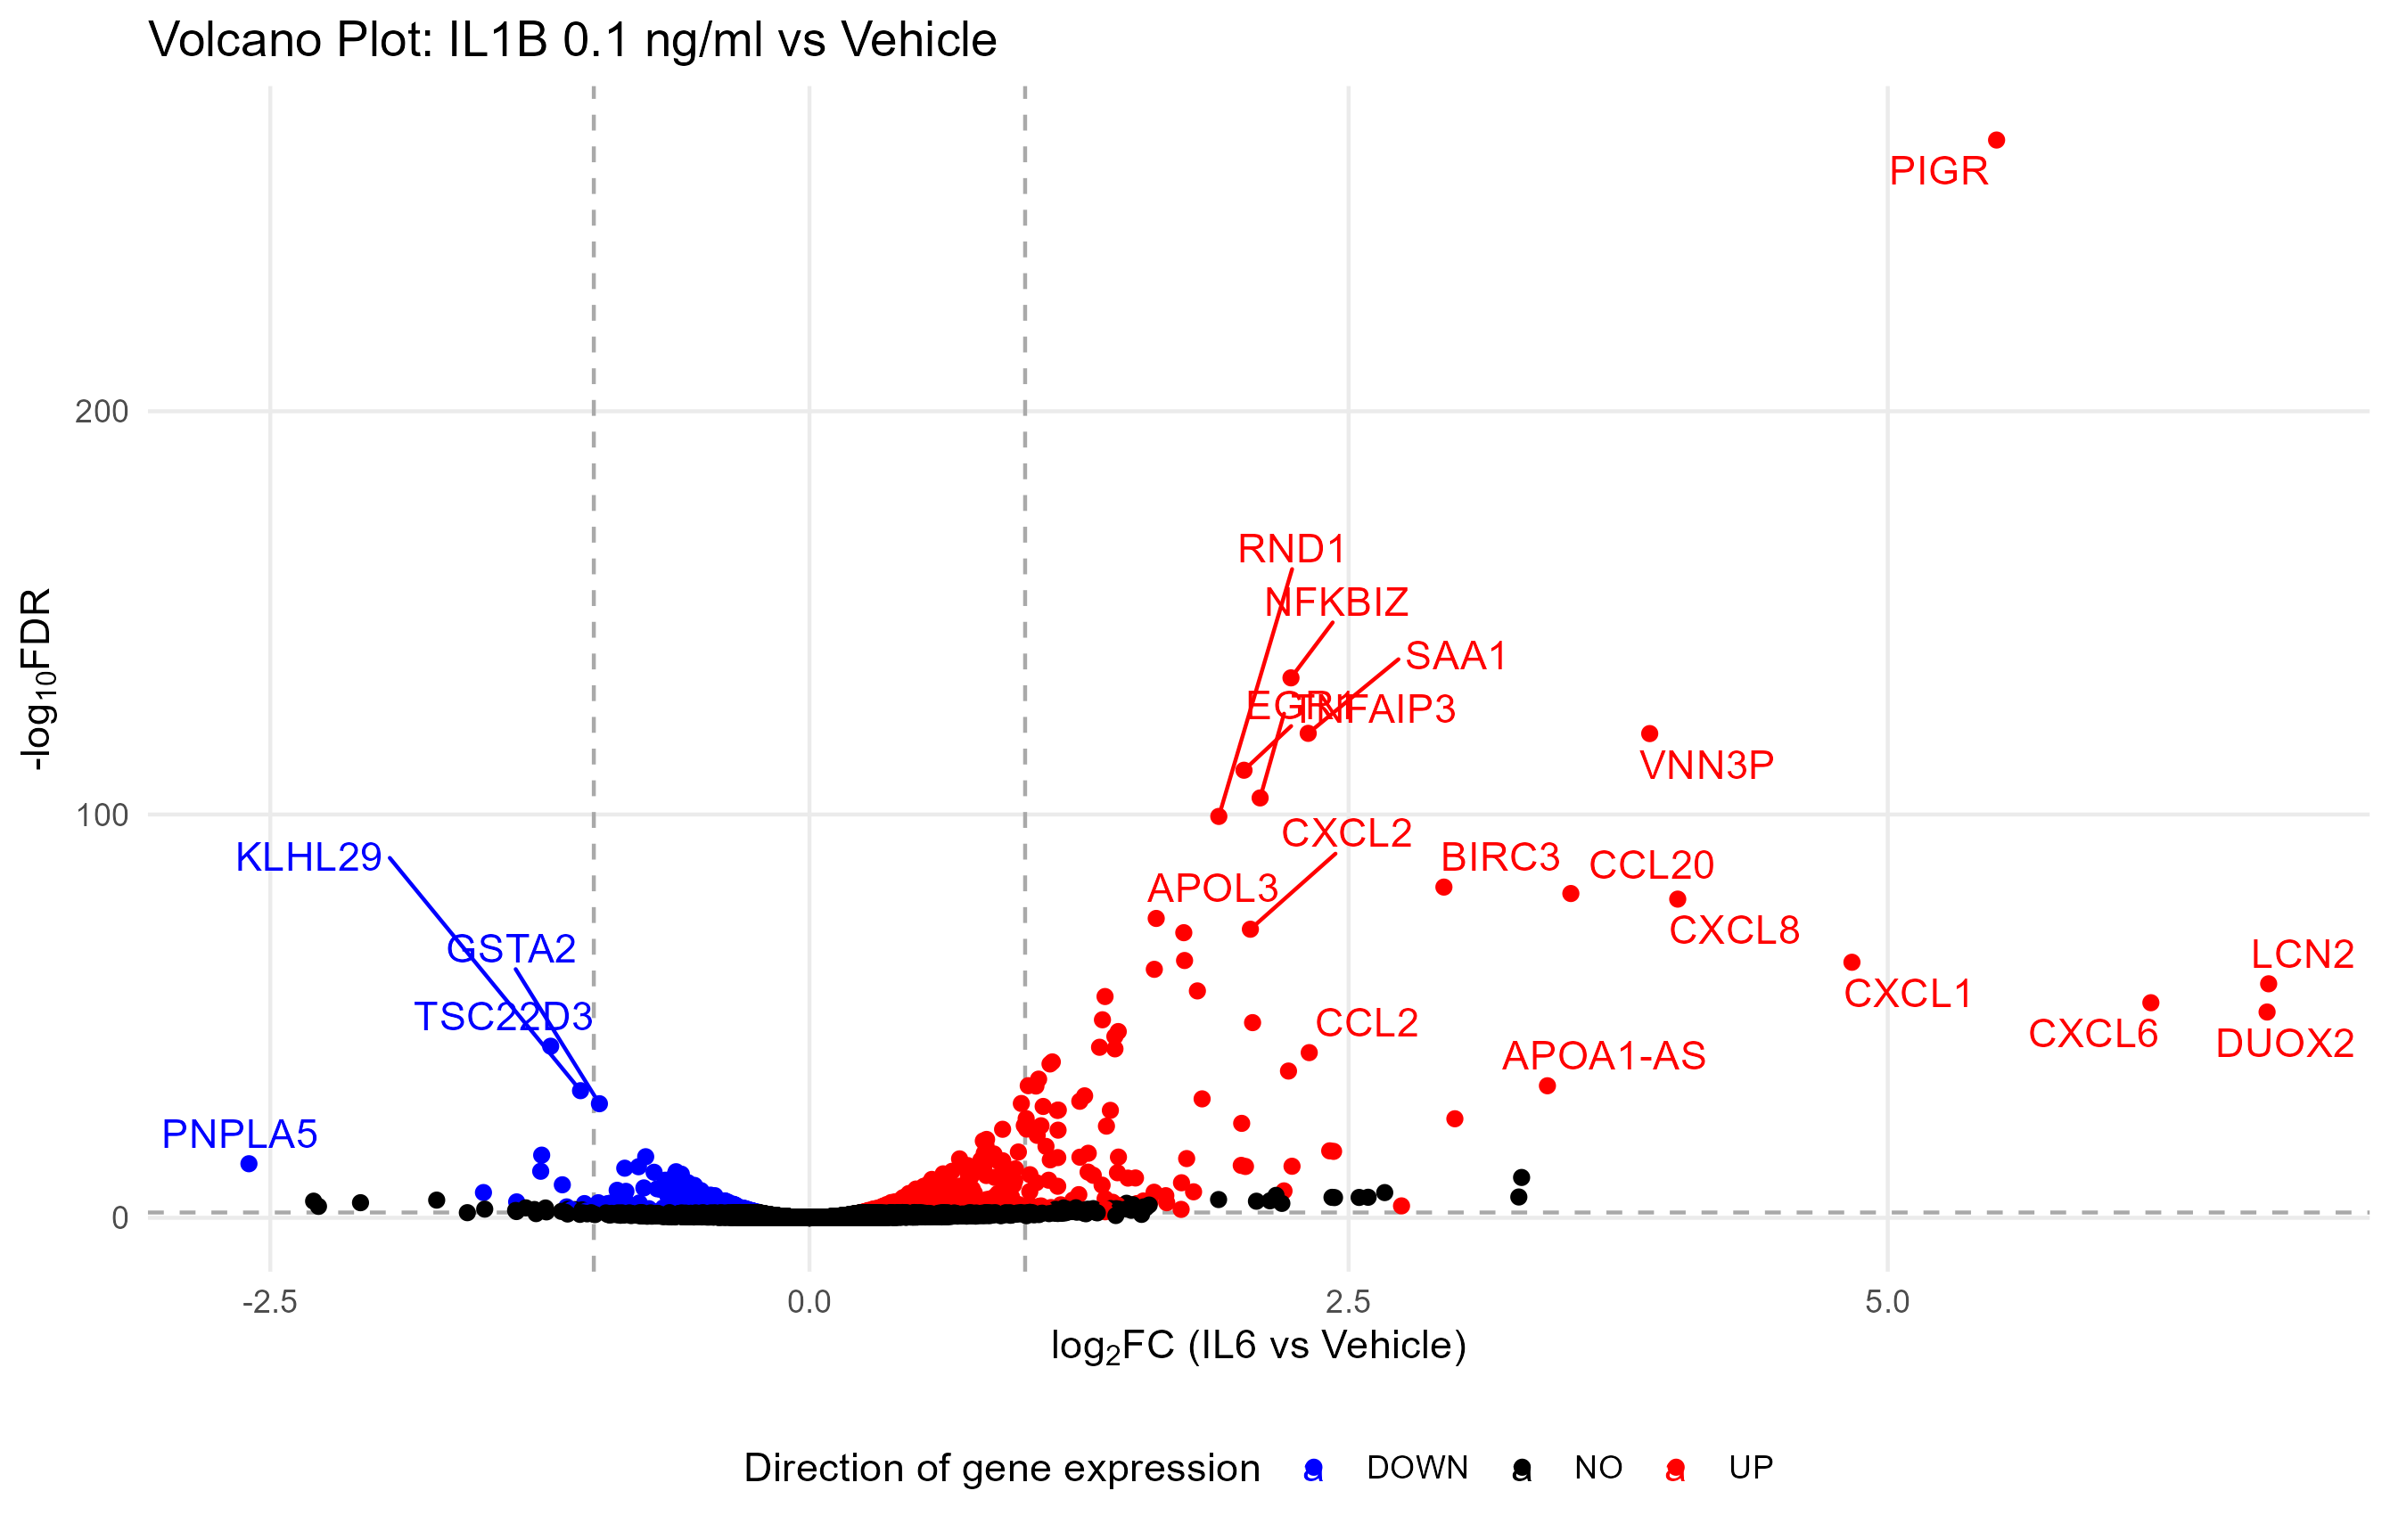 Volcano Plot: IL1B 0.1 ng/ml vs Vehicle
PIGR
200
RND1
NFKBIZ
SAA1
EGR1
TNFAIP3
VNN3P
-log10FDR
100
CXCL2
KLHL29
BIRC3
CCL20
APOL3
CXCL8
GSTA2
LCN2
CXCL1
TSC22D3
CCL2
CXCL6
DUOX2
APOA1-AS
PNPLA5
0
-2.5 0.0 2.5 5.0
log2FC (IL6 vs Vehicle)
Direction of gene expression a DOWN a NO a UP